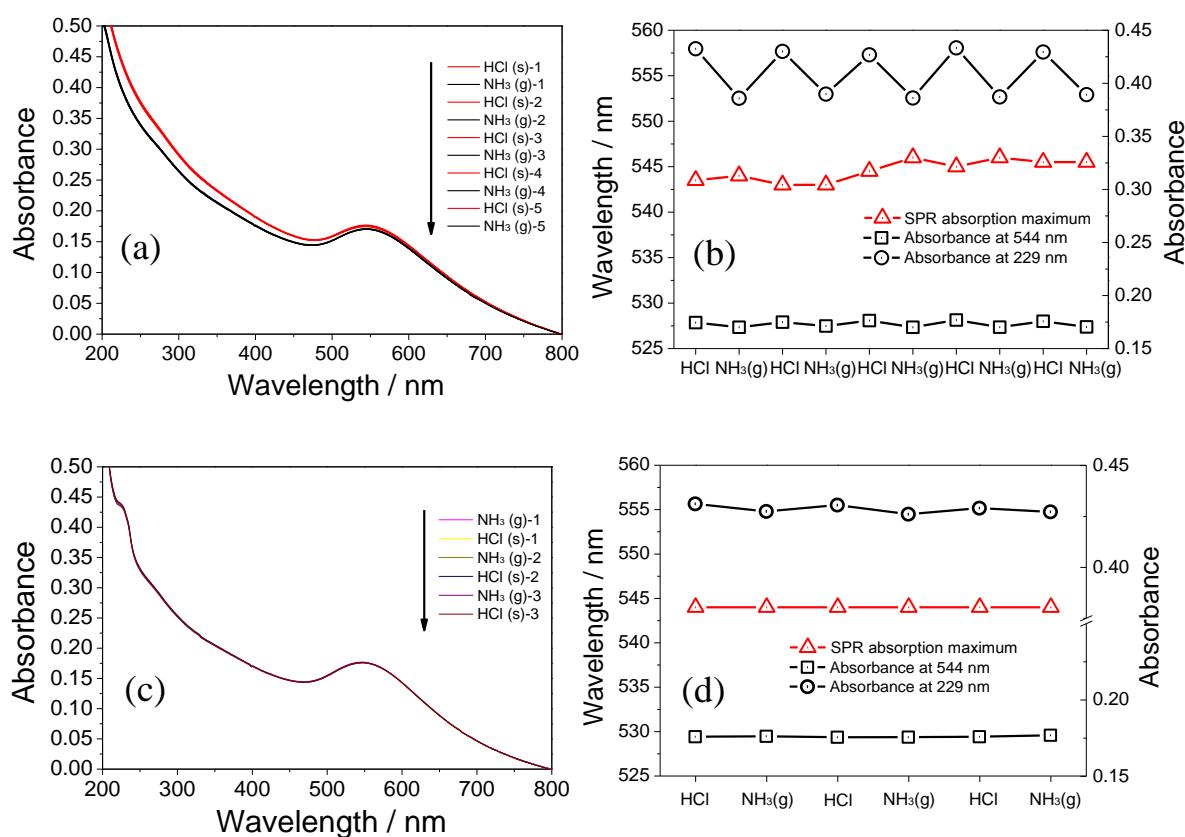 0.50
0.45
0.40
0.35
0.30
0.25
0.20
0.15
0.10
0.05
0.00
Absorbance
200 300 400 500 600 700 800
Wavelength / nm
HCl (s)-1
NH₃ (g)-1
HCl (s)-2
NH₃ (g)-2
HCl (s)-3
NH₃ (g)-3
HCl (s)-4
NH₃ (g)-4
HCl (s)-5
NH₃ (g)-5
(a)
560
555
550
545
540
535
530
525
Wavelength / nm
0.45
0.40
0.35
0.30
0.25
0.20
0.15
Absorbance
SPR absorption maximum
Absorbance at 544 nm
Absorbance at 229 nm
(b)
HCl NH₃(g) HCl NH₃(g) HCl NH₃(g) HCl NH₃(g) HCl NH₃(g)
0.50
0.45
0.40
0.35
0.30
0.25
0.20
0.15
0.10
0.05
0.00
Absorbance
200 300 400 500 600 700 800
Wavelength / nm
NH₃ (g)-1
HCl (s)-1
NH₃ (g)-2
HCl (s)-2
NH₃ (g)-3
HCl (s)-3
(c)
560
555
550
545
540
535
530
525
Wavelength / nm
0.45
0.40
0.20
0.15
Absorbance
SPR absorption maximum
Absorbance at 544 nm
Absorbance at 229 nm
(d)
HCl NH₃(g) HCl NH₃(g) HCl NH₃(g)